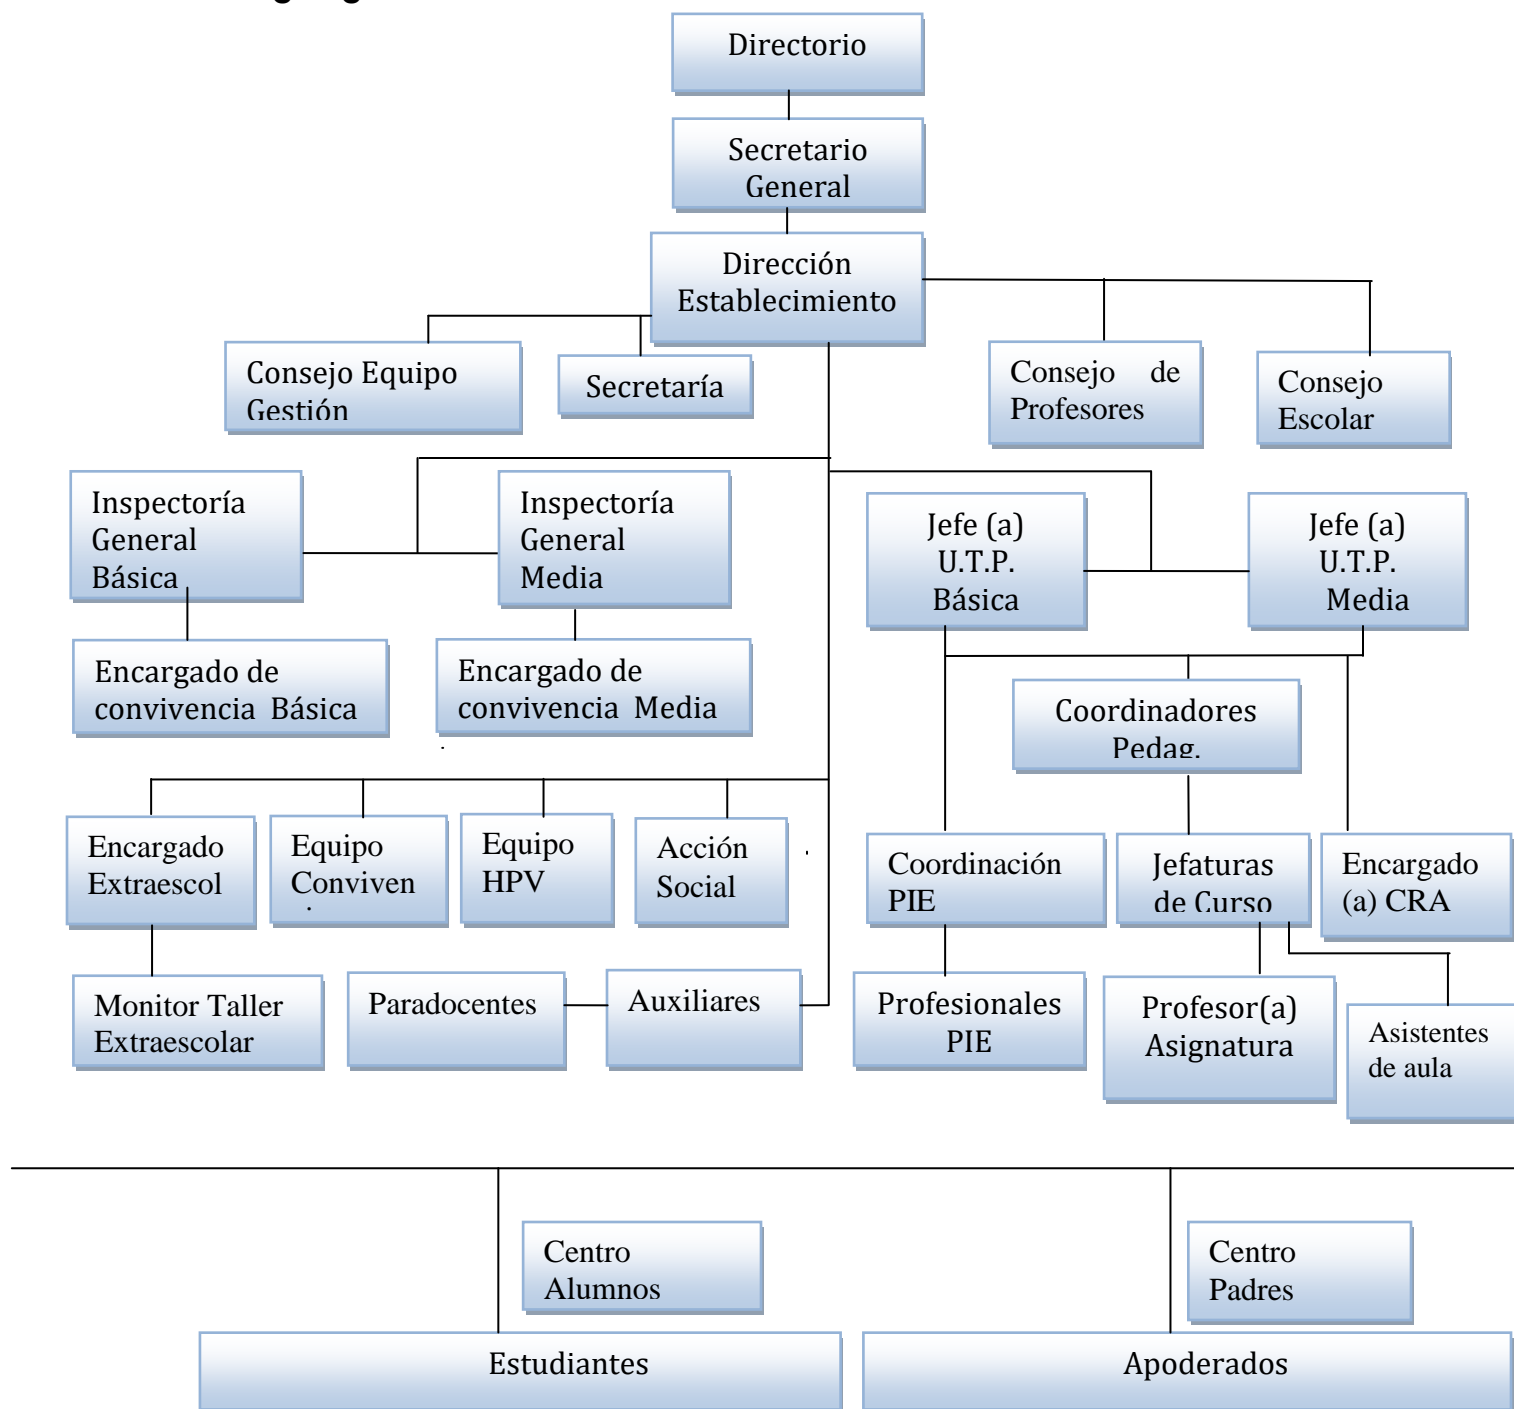 Directorio
Secretario
General
Dirección
Establecimiento
Consejo Equipo
Gestión
Secretaría
Consejo de
Profesores
Consejo
Escolar
Inspectoría
General
Básica
Inspectoría
General
Media
Jefe (a)
U.T.P.
Básica
Jefe (a)
U.T.P.
Media
Encargado de
convivencia Básica
Encargado de
convivencia Media
Coordinadores
Pedag.
Encargado
Extraescol
Equipo
Conviven
Equipo
HPV
Acción
Social
Coordinación
PIE
Jefaturas
de Curso
Encargado
(a) CRA
Monitor Taller
Extraescolar
Paradocentes
Auxiliares
Profesionales
PIE
Profesor(a)
Asignatura
Asistentes
de aula
Centro
Alumnos
Centro
Padres
Estudiantes
Apoderados